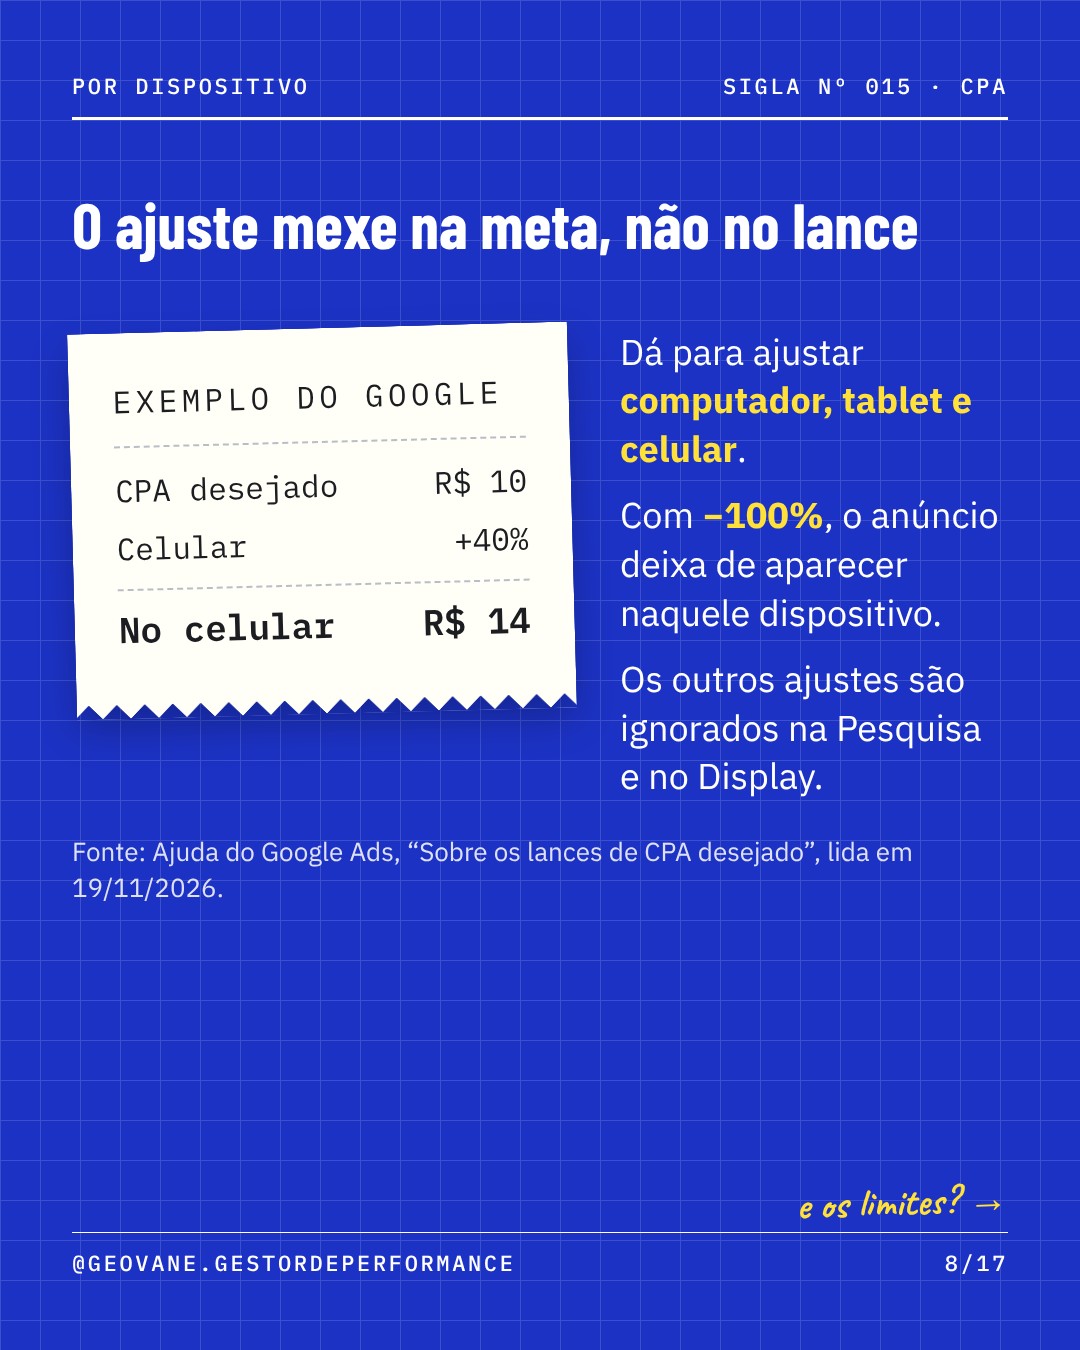 POR DISPOSITIVO
SIGLA Nº 015 · CPA
O ajuste mexe na meta, não no lance
EXEMPLO DO GOOGLE
CPA desejado R$ 10
Celular +40%
No celular R$ 14
Dá para ajustar
computador, tablet e
celular.
Com −100%, o anúncio
deixa de aparecer
naquele dispositivo.
Os outros ajustes são
ignorados na Pesquisa
e no Display.
Fonte: Ajuda do Google Ads, “Sobre os lances de CPA desejado”, lida em
19/11/2026.
e os limites? →
@GEOVANE.GESTORDEPERFORMANCE
8/17